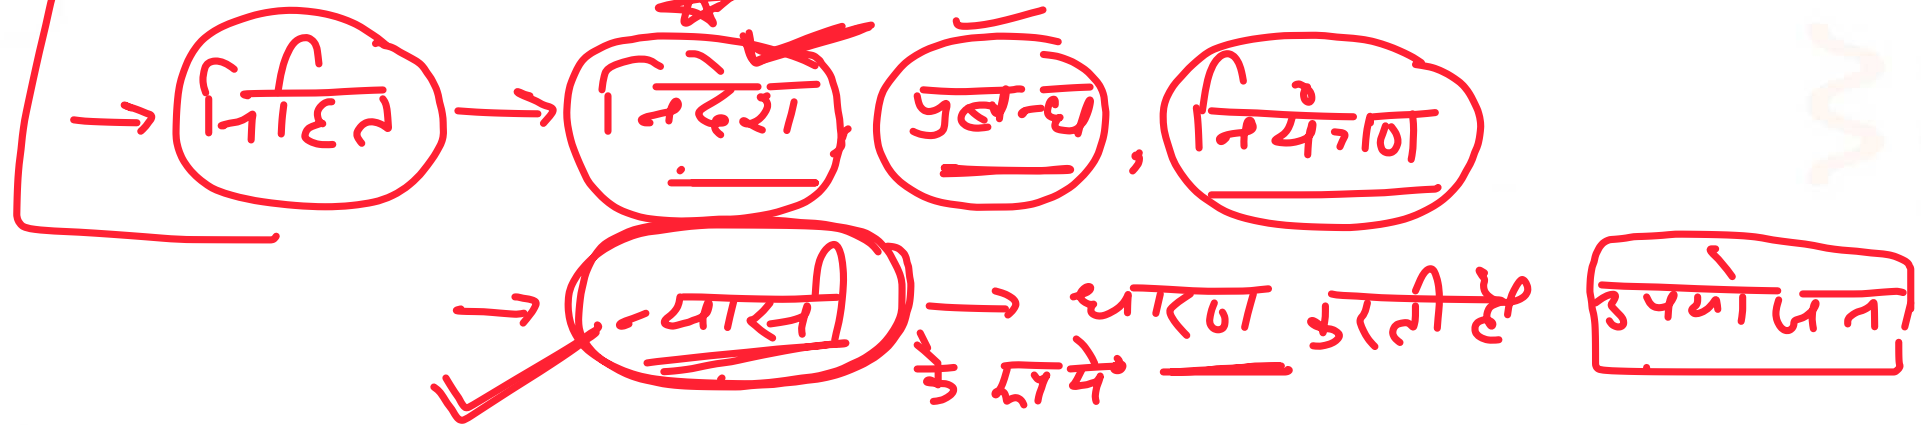 → निहित → निदेश, प्रबन्ध, नियंत्रण
→ न्यासी → धारण करती है उपयोजन
के रूप में